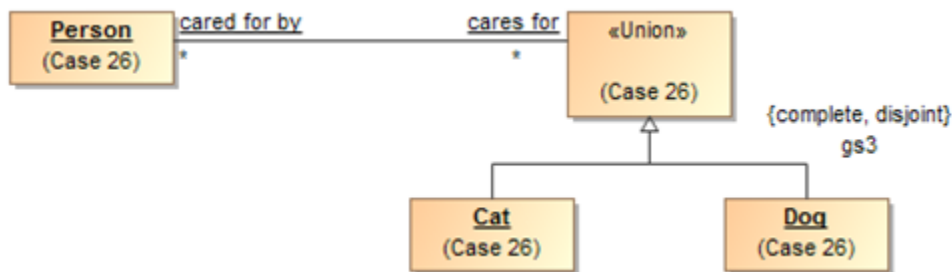 Person
(Case 26)
cared for by
*
cares for
*
«Union»
(Case 26)
{complete, disjoint}
gs3
Cat
(Case 26)
Dog
(Case 26)